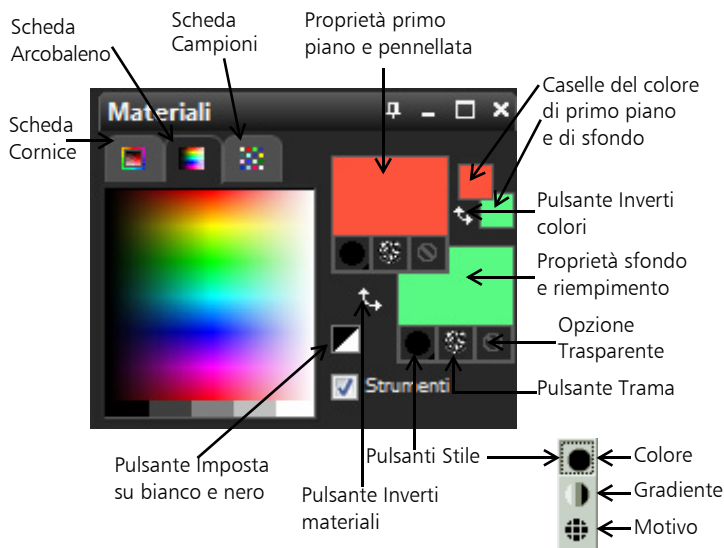 Scheda
Arcobaleno
Scheda
Campioni
Proprietà primo
piano e pennellata
Scheda
Cornice
Materiali
Caselle del colore
di primo piano
e di sfondo
Pulsante Inverti
colori
Proprietà sfondo
e riempimento
Opzione
Trasparente
Strumenti
Pulsante Trama
Pulsante Imposta
su bianco e nero
Pulsante Inverti
materiali
Pulsanti Stile
Colore
Gradiente
Motivo